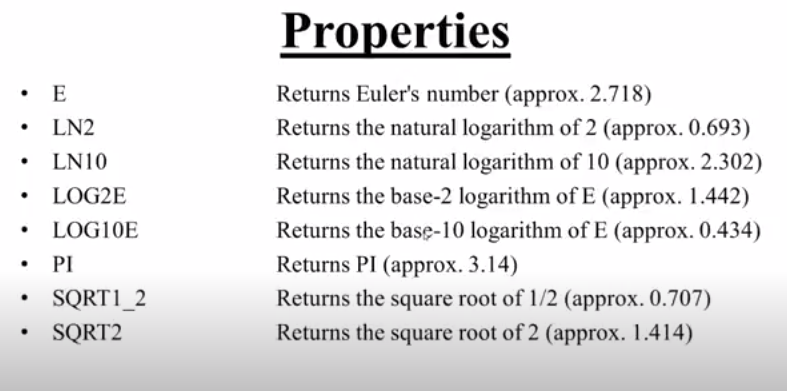 Properties
• E Returns Euler's number (approx. 2.718)
• LN2 Returns the natural logarithm of 2 (approx. 0.693)
• LN10 Returns the natural logarithm of 10 (approx. 2.302)
• LOG2E Returns the base-2 logarithm of E (approx. 1.442)
• LOG10E Returns the base-10 logarithm of E (approx. 0.434)
• PI Returns PI (approx. 3.14)
• SQRT1_2 Returns the square root of 1/2 (approx. 0.707)
• SQRT2 Returns the square root of 2 (approx. 1.414)